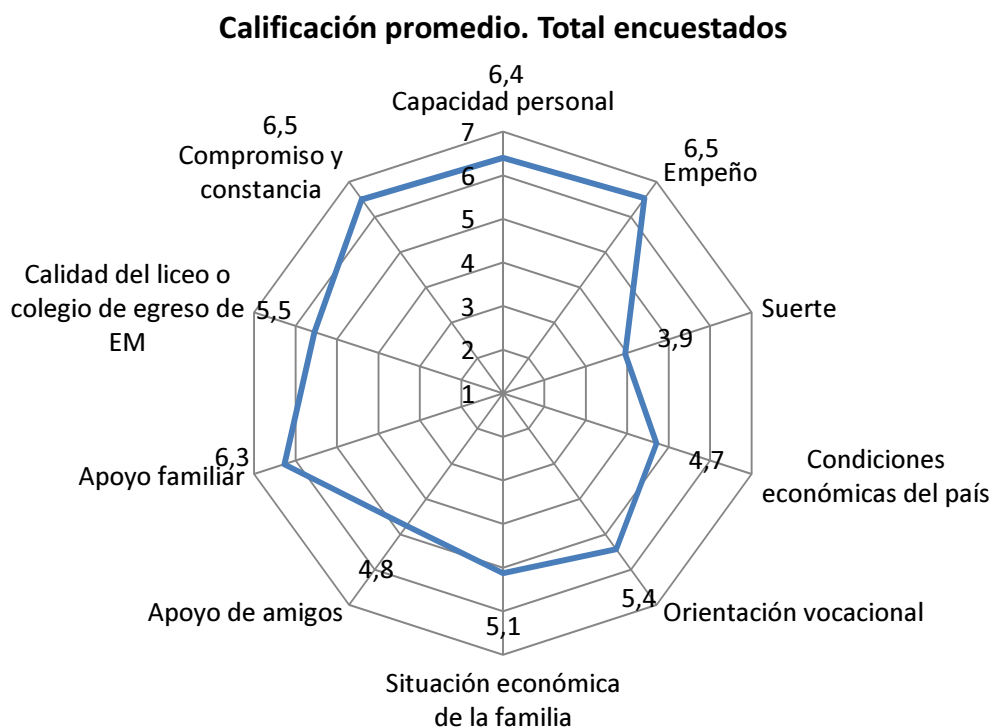 Calificación promedio. Total encuestados
6,4
Capacidad personal
6,5
Empeño
Suerte
3,9
Condiciones
económicas del país
4,7
Orientación vocacional
5,4
Situación económica
de la familia
5,1
Apoyo de amigos
4,8
Apoyo familiar
6,3
Calidad del liceo o
colegio de egreso de
EM
5,5
6,5
Compromiso y
constancia
7
6
5
4
3
2
1